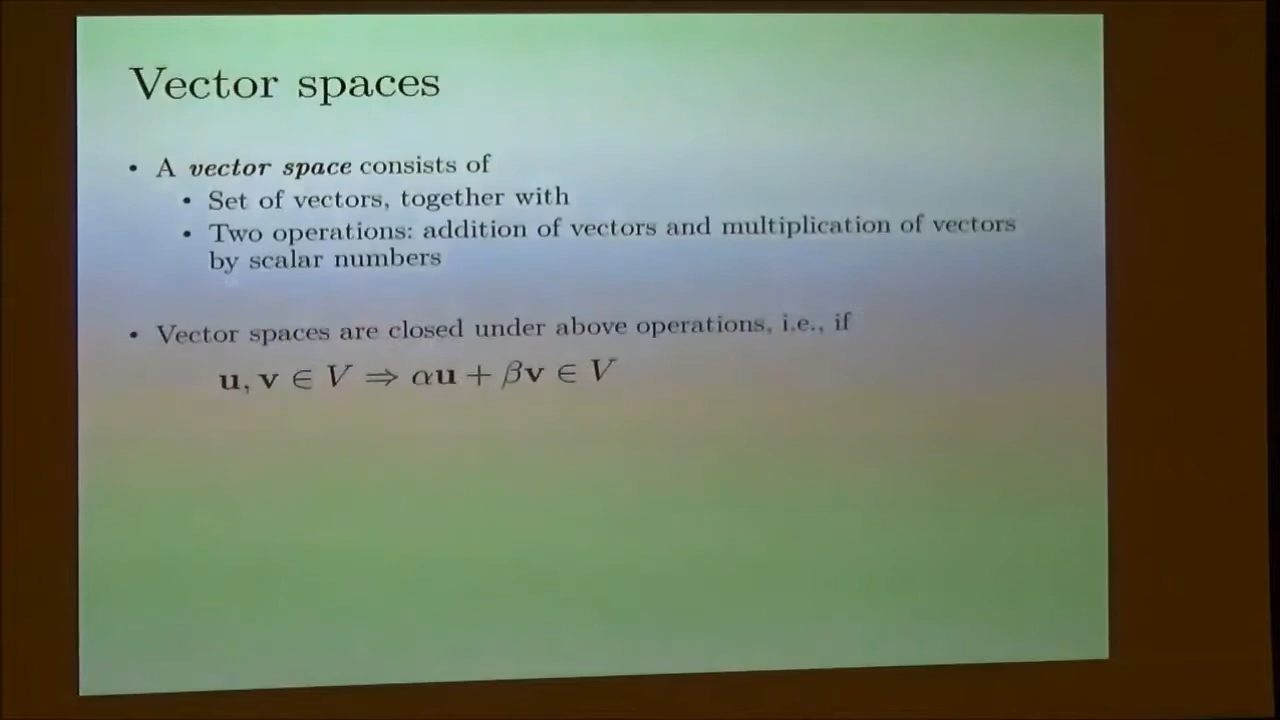 Vector spaces
• A vector space consists of
• Set of vectors, together with
• Two operations: addition of vectors and multiplication of vectors
by scalar numbers
• Vector spaces are closed under above operations, i.e., if
u, v ∈ V ⇒ αu + βv ∈ V